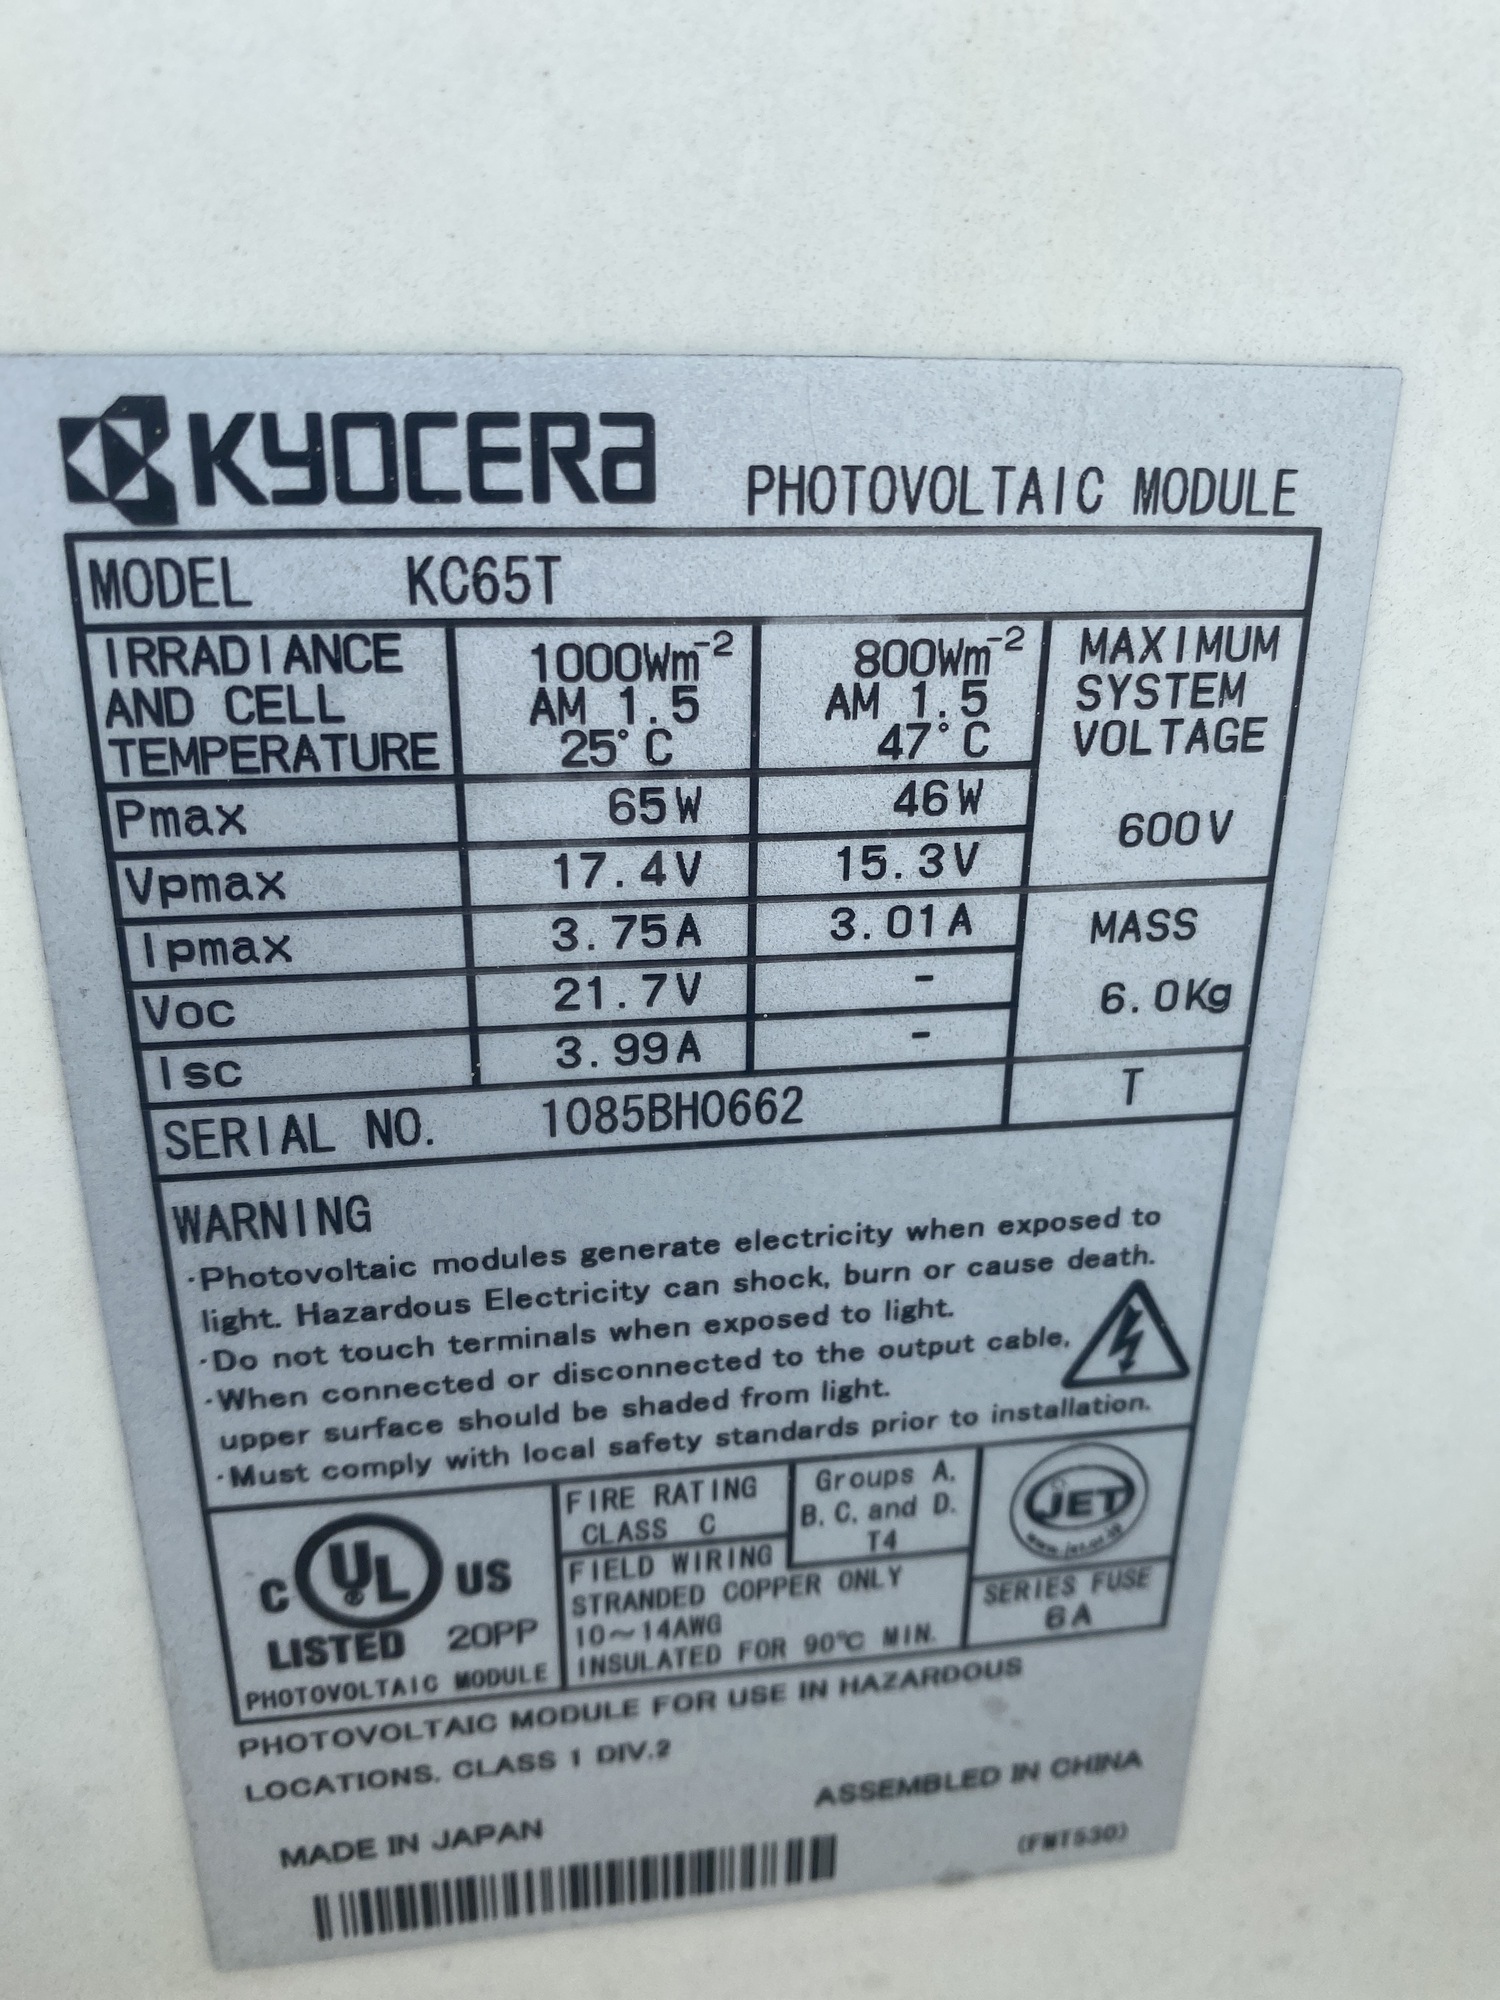 KYOCERA PHOTOVOLTAIC MODULE
MODEL KC65T
IRRADIANCE AND CELL TEMPERATURE
1000Wm⁻² AM 1.5 25°C
800Wm⁻² AM 1.5 47°C
MAXIMUM SYSTEM VOLTAGE
600V
Pmax 65W 46W
Vpmax 17.4V 15.3V
Ipmax 3.75A 3.01A
MASS
6.0Kg
Voc 21.7V -
Isc 3.99A -
SERIAL NO. 1085BH0662 T
WARNING
·Photovoltaic modules generate electricity when exposed to
light. Hazardous Electricity can shock, burn or cause death.
·Do not touch terminals when exposed to light.
·When connected or disconnected to the output cable,
upper surface should be shaded from light.
·Must comply with local safety standards prior to installation.
C UL ® US
LISTED 20PP
PHOTOVOLTAIC MODULE
FIRE RATING
CLASS C
Groups A,
B, C, and D.
T4
FIELD WIRING
STRANDED COPPER ONLY
10~14AWG
INSULATED FOR 90°C MIN.
JET
SERIES FUSE
6A
PHOTOVOLTAIC MODULE FOR USE IN HAZARDOUS
LOCATIONS. CLASS 1 DIV.2
MADE IN JAPAN
ASSEMBLED IN CHINA
(FMT530)